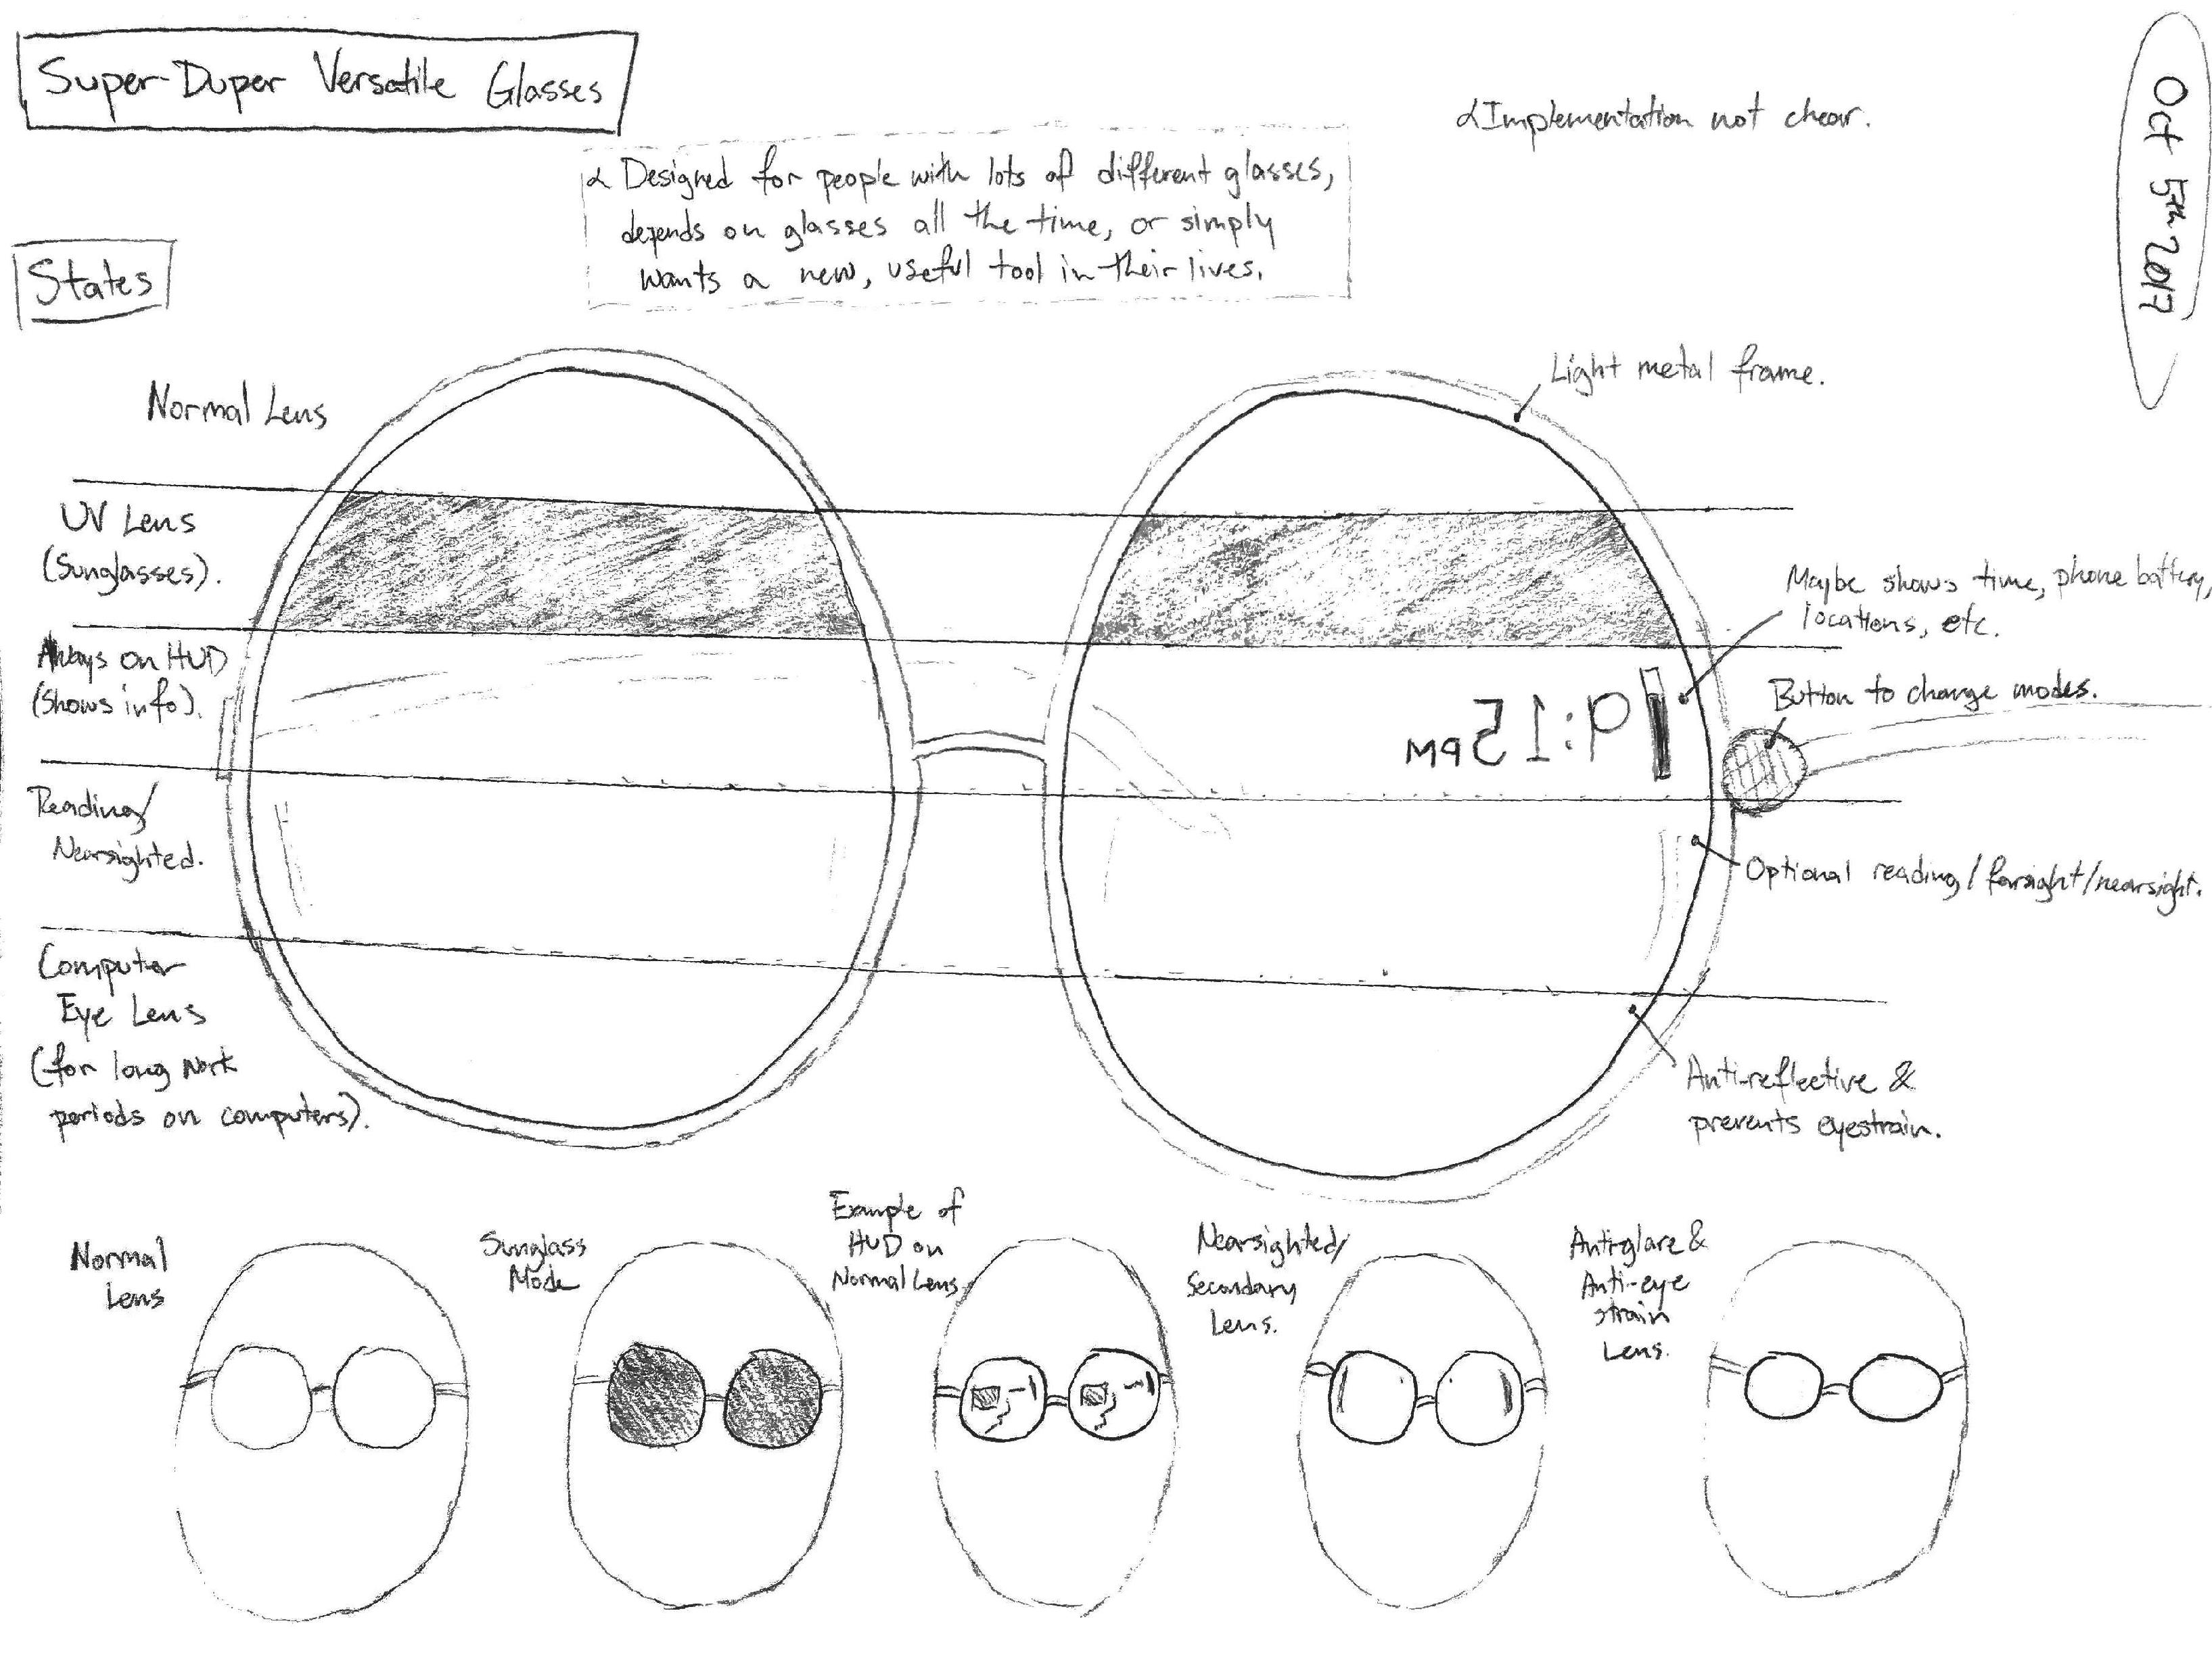 Super-Duper Versatile Glasses
Implementation not clear.
Oct 5th 2017
Designed for people with lots of different glasses,
depends on glasses all the time, or simply
wants a new, useful tool in their lives.
States
Normal Lens
Light metal frame.
UV Lens
(Sunglasses).
Maybe shows time, phone battery,
locations, etc.
Always on HUD
(Shows info).
9:15PM
Button to change modes.
Reading/
Nearsighted.
Optional reading/farsight/nearsight.
Computer
Eye Lens
(for long work
periods on computers).
Anti-reflective &
prevents eyestrain.
Normal
Lens
Sunglass
Mode
Example of
HUD on
Normal Lens.
Nearsighted/
Secondary
Lens.
Anti-glare &
Anti-eye
strain
Lens.